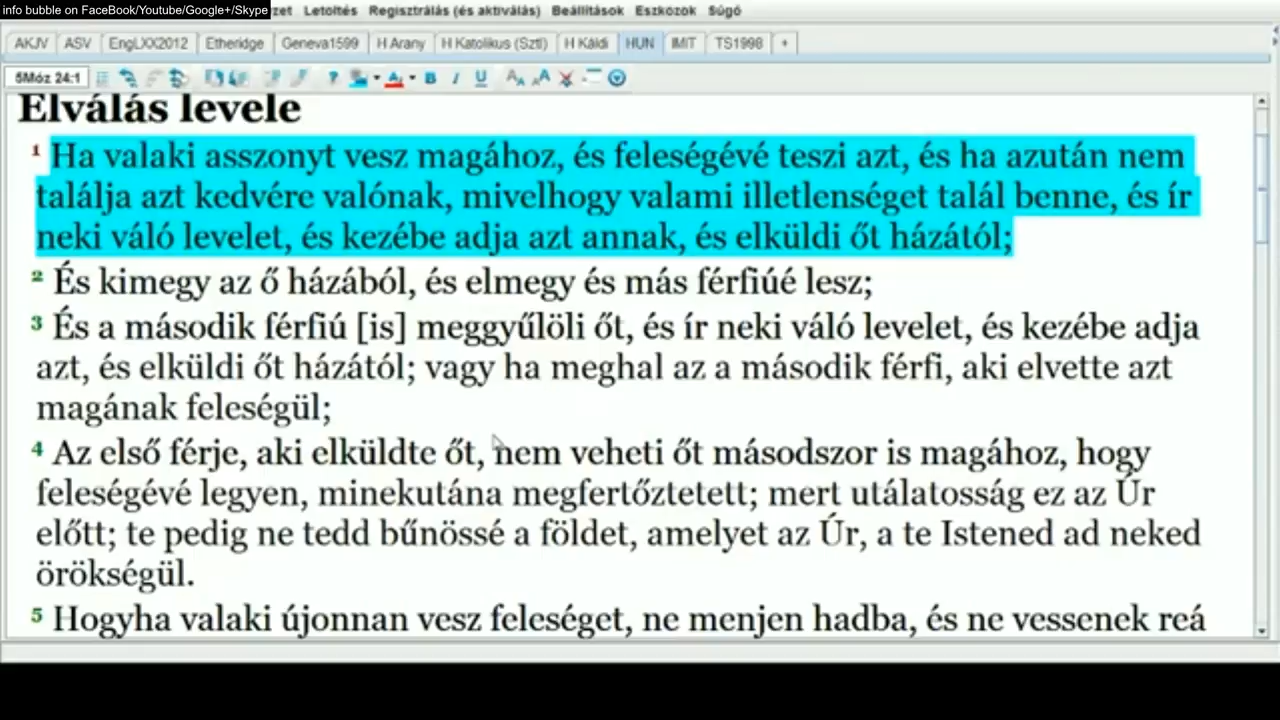 info bubble on FaceBook/Youtube/Google+/Skype
Letöltés Regisztrálás (és aktiválás) Beállítások Eszközök Súgó
AKJV ASV EnglXX2012 Etheridge Geneva1599 H Arany H Katolikus (SztI) H Káldi HUN IMIT TS1998 +
5Móz 24:1
Elválás levele
1 Ha valaki asszonyt vesz magához, és feleségévé teszi azt, és ha azután nem
találja azt kedvére valónak, mivelhogy valami illetlenséget talál benne, és ír
neki váló levelet, és kezébe adja azt annak, és elküldi őt házától;
2 És kimegy az ő házából, és elmegy és más férfiúé lesz;
3 És a második férfiú [is] meggyűlöli őt, és ír neki váló levelet, és kezébe adja
azt, és elküldi őt házától; vagy ha meghal az a második férfi, aki elvette azt
magának feleségül;
4 Az első férje, aki elküldte őt, nem veheti őt másodszor is magához, hogy
feleségévé legyen, minekutána megfertőztetett; mert utálatosság ez az Úr
előtt; te pedig ne tedd bűnössé a földet, amelyet az Úr, a te Istened ad neked
örökségül.
5 Hogyha valaki újonnan vesz feleséget, ne menjen hadba, és ne vessenek reá